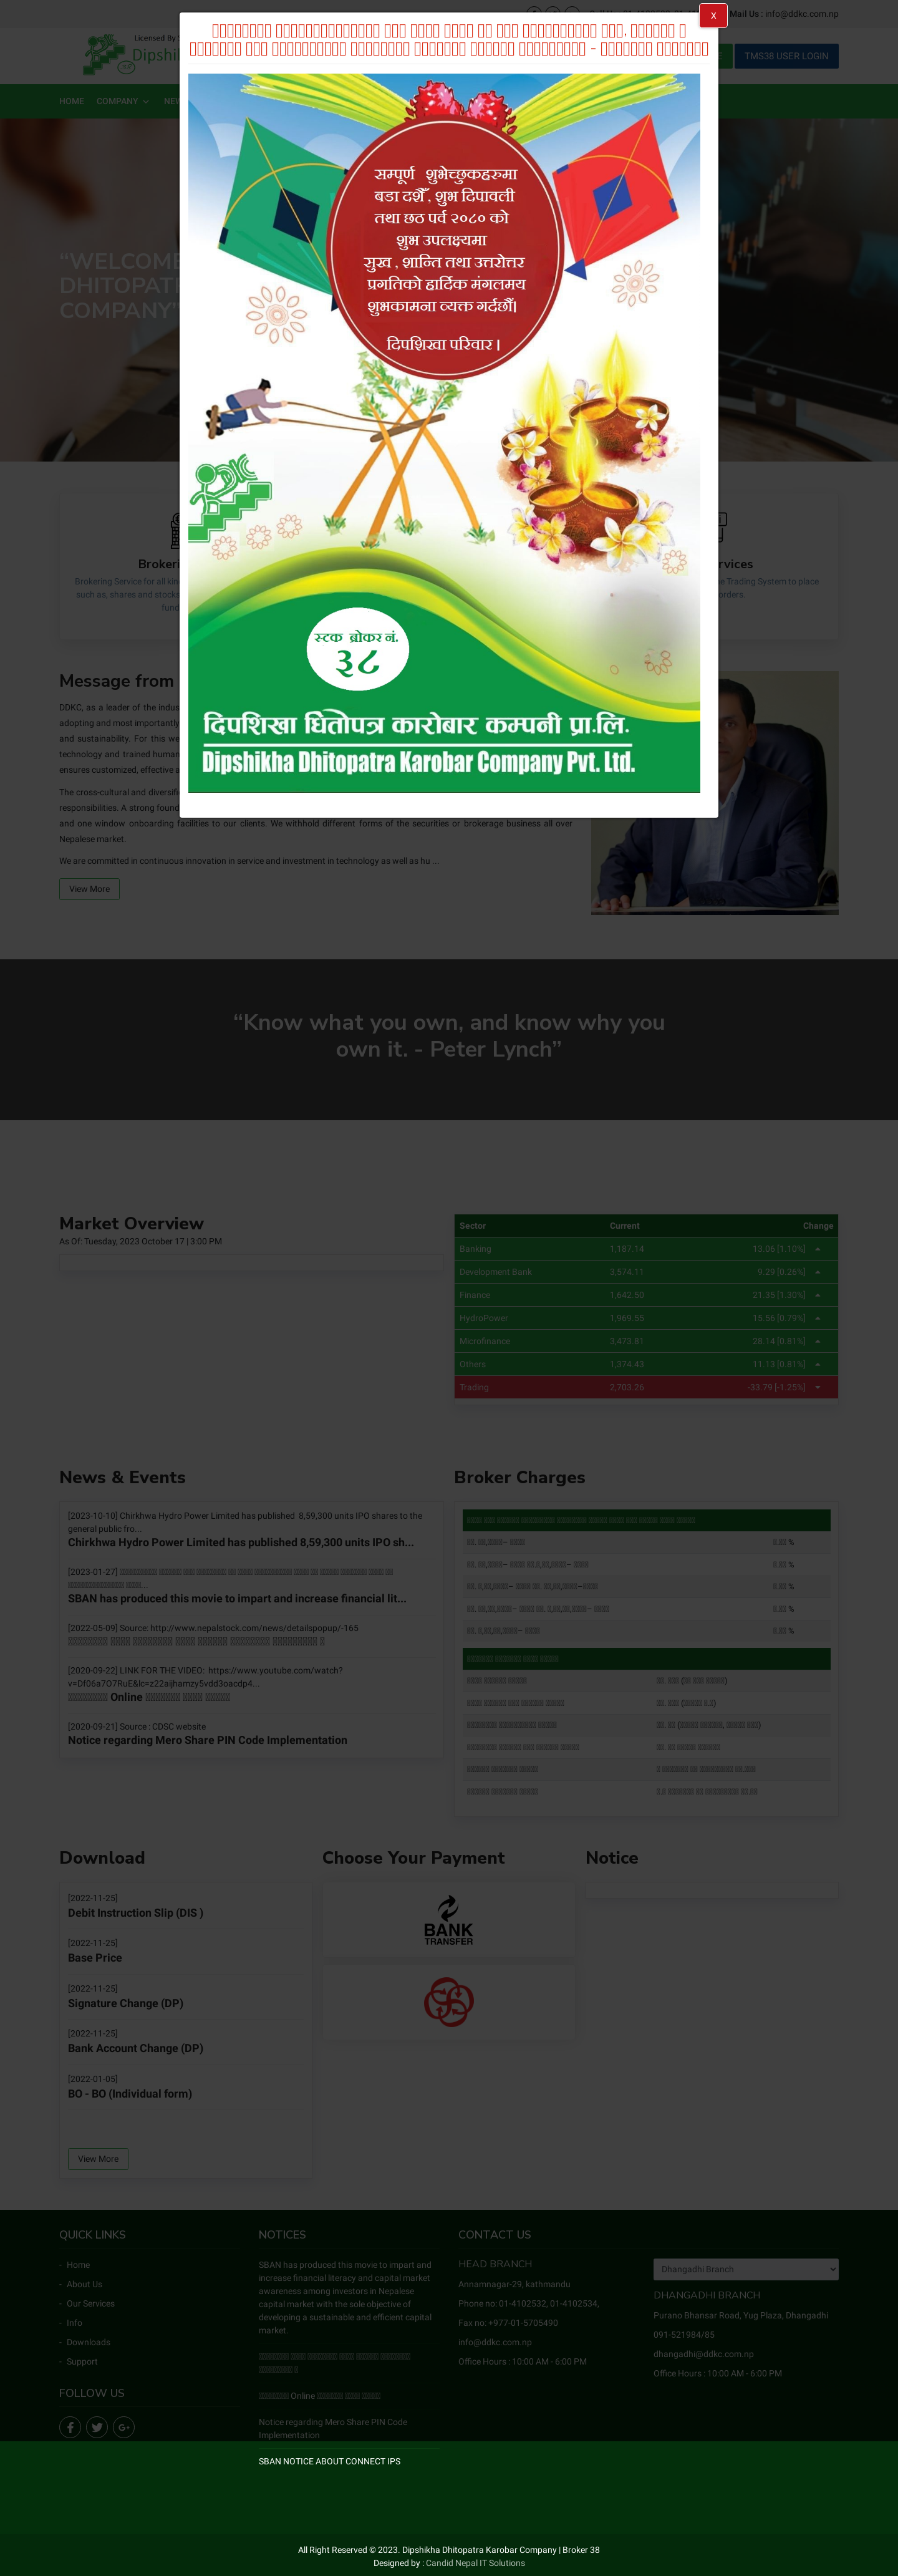 Mail Us : info@ddkc.com.np
Licensed By
Dipshi
TMS38 USER LOGIN
HOME COMPANY NEW
“WELCOME
DHITOPAT
COMPANY”
x
सम्पूर्ण शुभेच्छुकहरुमा
बडा दशैँ, शुभ दिपावली
तथा छठ पर्व २०८० को
शुभ उपलक्ष्यमा
सुख , शान्ति तथा उत्तरोत्तर
प्रगतिको हार्दिक मंगलमय
शुभकामना व्यक्त गर्दछौं।
दिपशिखा परिवार ।
स्टक ब्रोकर नं.
३८
दिपशिखा धितोपत्र कारोबार कम्पनी प्रा.लि.
Dipshikha Dhitopatra Karobar Company Pvt. Ltd.
Brokeri
Brokering Service for all kin
such as, shares and stocks
fund
rvices
e Trading System to place
orders.
Message from
DDKC, as a leader of the indus
adopting and most importantly
and sustainability. For this we
technology and trained human
ensures customized, effective a
The cross-cultural and diversifie
responsibilities. A strong found
and one window onboarding facilities to our clients. We withhold different forms of the securities or brokerage business all over
Nepalese market.
We are committed in continuous innovation in service and investment in technology as well as hu ...
View More
“Know what you own, and know why you
own it. - Peter Lynch”
Market Overview
As Of: Tuesday, 2023 October 17 | 3:00 PM
Sector Current Change
Banking 1,187.14 13.06 [1.10%]
Development Bank 3,574.11 9.29 [0.26%]
Finance 1,642.50 21.35 [1.30%]
HydroPower 1,969.55 15.56 [0.79%]
Microfinance 3,473.81 28.14 [0.81%]
Others 1,374.43 11.13 [0.81%]
Trading 2,703.26 -33.79 [-1.25%]
News & Events
[2023-10-10] Chirkhwa Hydro Power Limited has published 8,59,300 units IPO shares to the
general public fro...
Chirkhwa Hydro Power Limited has published 8,59,300 units IPO sh...
[2023-01-27]
SBAN has produced this movie to impart and increase financial lit...
[2022-05-09] Source: http://www.nepalstock.com/news/detailspopup/-165
[2020-09-22] LINK FOR THE VIDEO: https://www.youtube.com/watch?
v=Df06a7O7RuE&lc=z22aijhamzy5vdd3oacdp4...
Online
[2020-09-21] Source : CDSC website
Notice regarding Mero Share PIN Code Implementation
Broker Charges
Download
[2022-11-25]
Debit Instruction Slip (DIS )
[2022-11-25]
Base Price
[2022-11-25]
Signature Change (DP)
[2022-11-25]
Bank Account Change (DP)
[2022-01-05]
BO - BO (Individual form)
View More
Choose Your Payment
BANK
TRANSFER
Notice
QUICK LINKS
- Home
- About Us
- Our Services
- Info
- Downloads
- Support
FOLLOW US
NOTICES
SBAN has produced this movie to impart and
increase financial literacy and capital market
awareness among investors in Nepalese
capital market with the sole objective of
developing a sustainable and efficient capital
market.
Online
Notice regarding Mero Share PIN Code
Implementation
SBAN NOTICE ABOUT CONNECT IPS
CONTACT US
HEAD BRANCH
Annamnagar-29, kathmandu
Phone no: 01-4102532, 01-4102534,
Fax no: +977-01-5705490
info@ddkc.com.np
Office Hours : 10:00 AM - 6:00 PM
Dhangadhi Branch
DHANGADHI BRANCH
Purano Bhansar Road, Yug Plaza, Dhangadhi
091-521984/85
dhangadhi@ddkc.com.np
Office Hours : 10:00 AM - 6:00 PM
All Right Reserved © 2023. Dipshikha Dhitopatra Karobar Company | Broker 38
Designed by : Candid Nepal IT Solutions